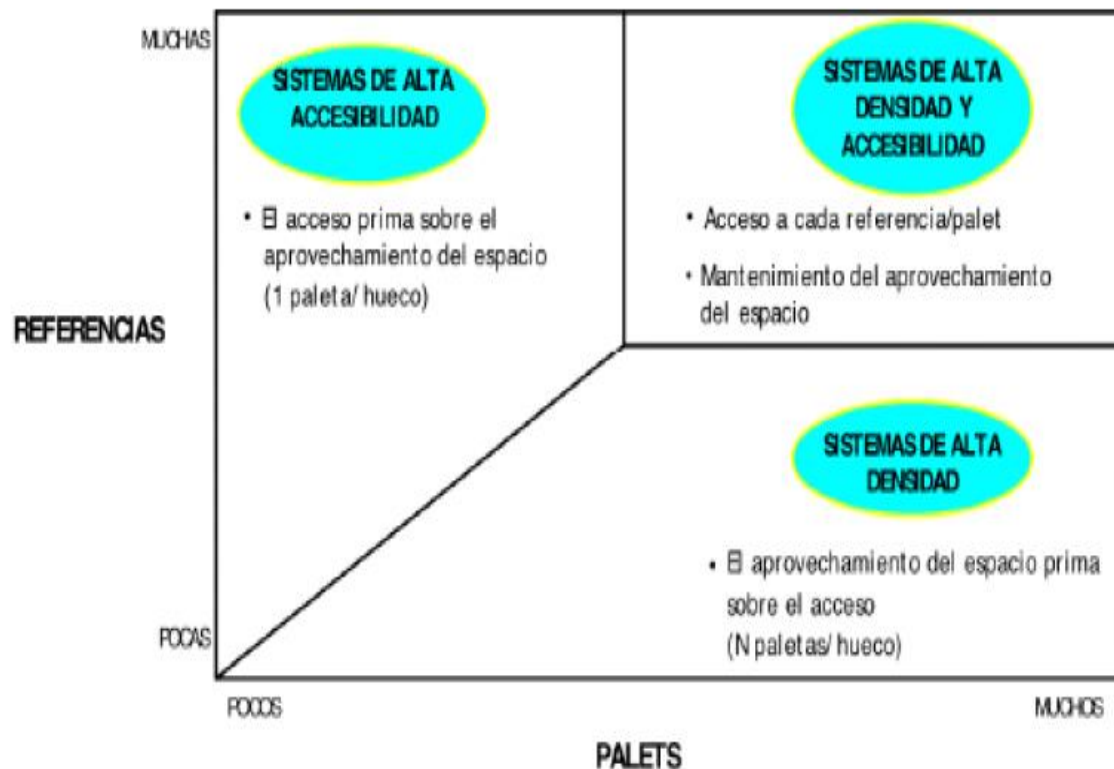 MUCHAS
SISTEMAS DE ALTA
ACCESIBILIDAD
• El acceso prima sobre el
aprovechamiento del espacio
(1 paleta/ hueco)
SISTEMAS DE ALTA
DENSIDAD Y
ACCESIBILIDAD
• Acceso a cada referencia/palet
• Mantenimiento del aprovechamiento
del espacio
REFERENCIAS
SISTEMAS DE ALTA
DENSIDAD
• El aprovechamiento del espacio prima
sobre el acceso
(N paletas/ hueco)
POCAS
POCOS
MUCHOS
PALETS